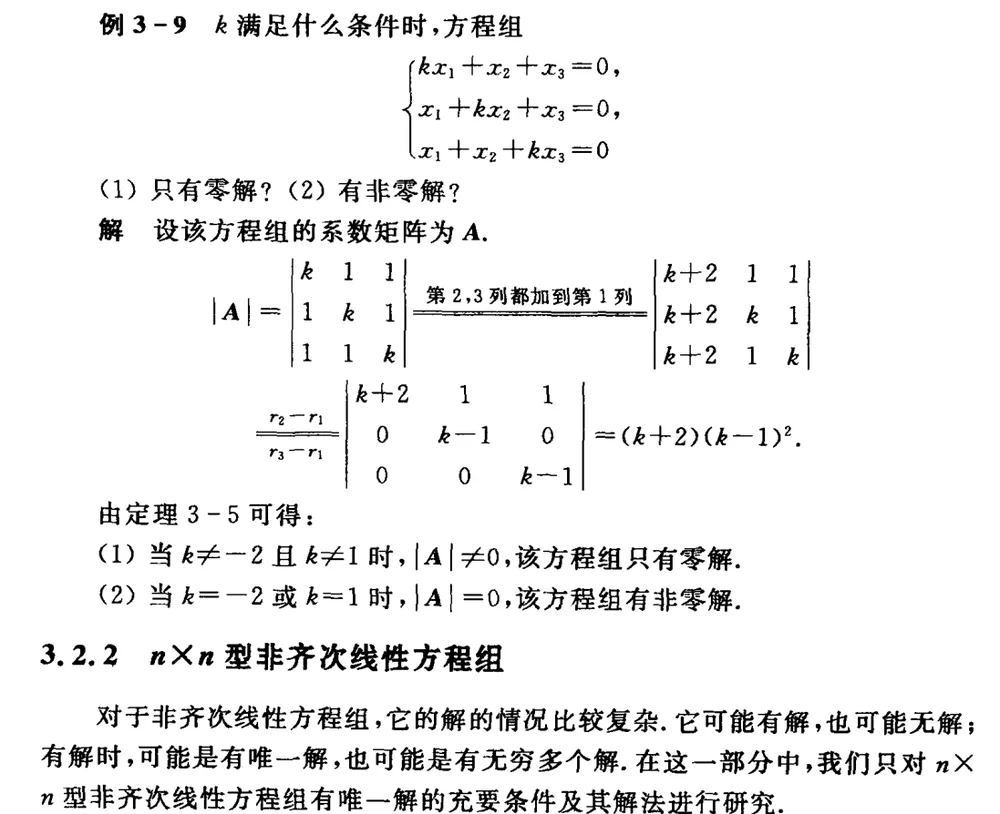 例 3-9 k 满足什么条件时,方程组
kx₁+x₂+x₃=0,
x₁+kx₂+x₃=0,
x₁+x₂+kx₃=0
(1) 只有零解? (2) 有非零解?
解 设该方程组的系数矩阵为 A.
|A|= |k 1 1| 第 2,3 列都加到第 1 列 |k+2 1 1|
|1 k 1| |k+2 k 1|
|1 1 k| |k+2 1 k|
r₂-r₁ |k+2 1 1|
r₃-r₁ |0 k-1 0| =(k+2)(k-1)².
|0 0 k-1|
由定理 3-5 可得:
(1) 当 k≠-2 且 k≠1 时,|A|≠0,该方程组只有零解.
(2) 当 k=-2 或 k=1 时,|A|=0,该方程组有非零解.
3.2.2 n×n 型非齐次线性方程组
对于非齐次线性方程组,它的解的情况比较复杂.它可能有解,也可能无解;
有解时,可能是有唯一解,也可能是有无穷多个解.在这一部分中,我们只对 n×
n 型非齐次线性方程组有唯一解的充要条件及其解法进行研究.